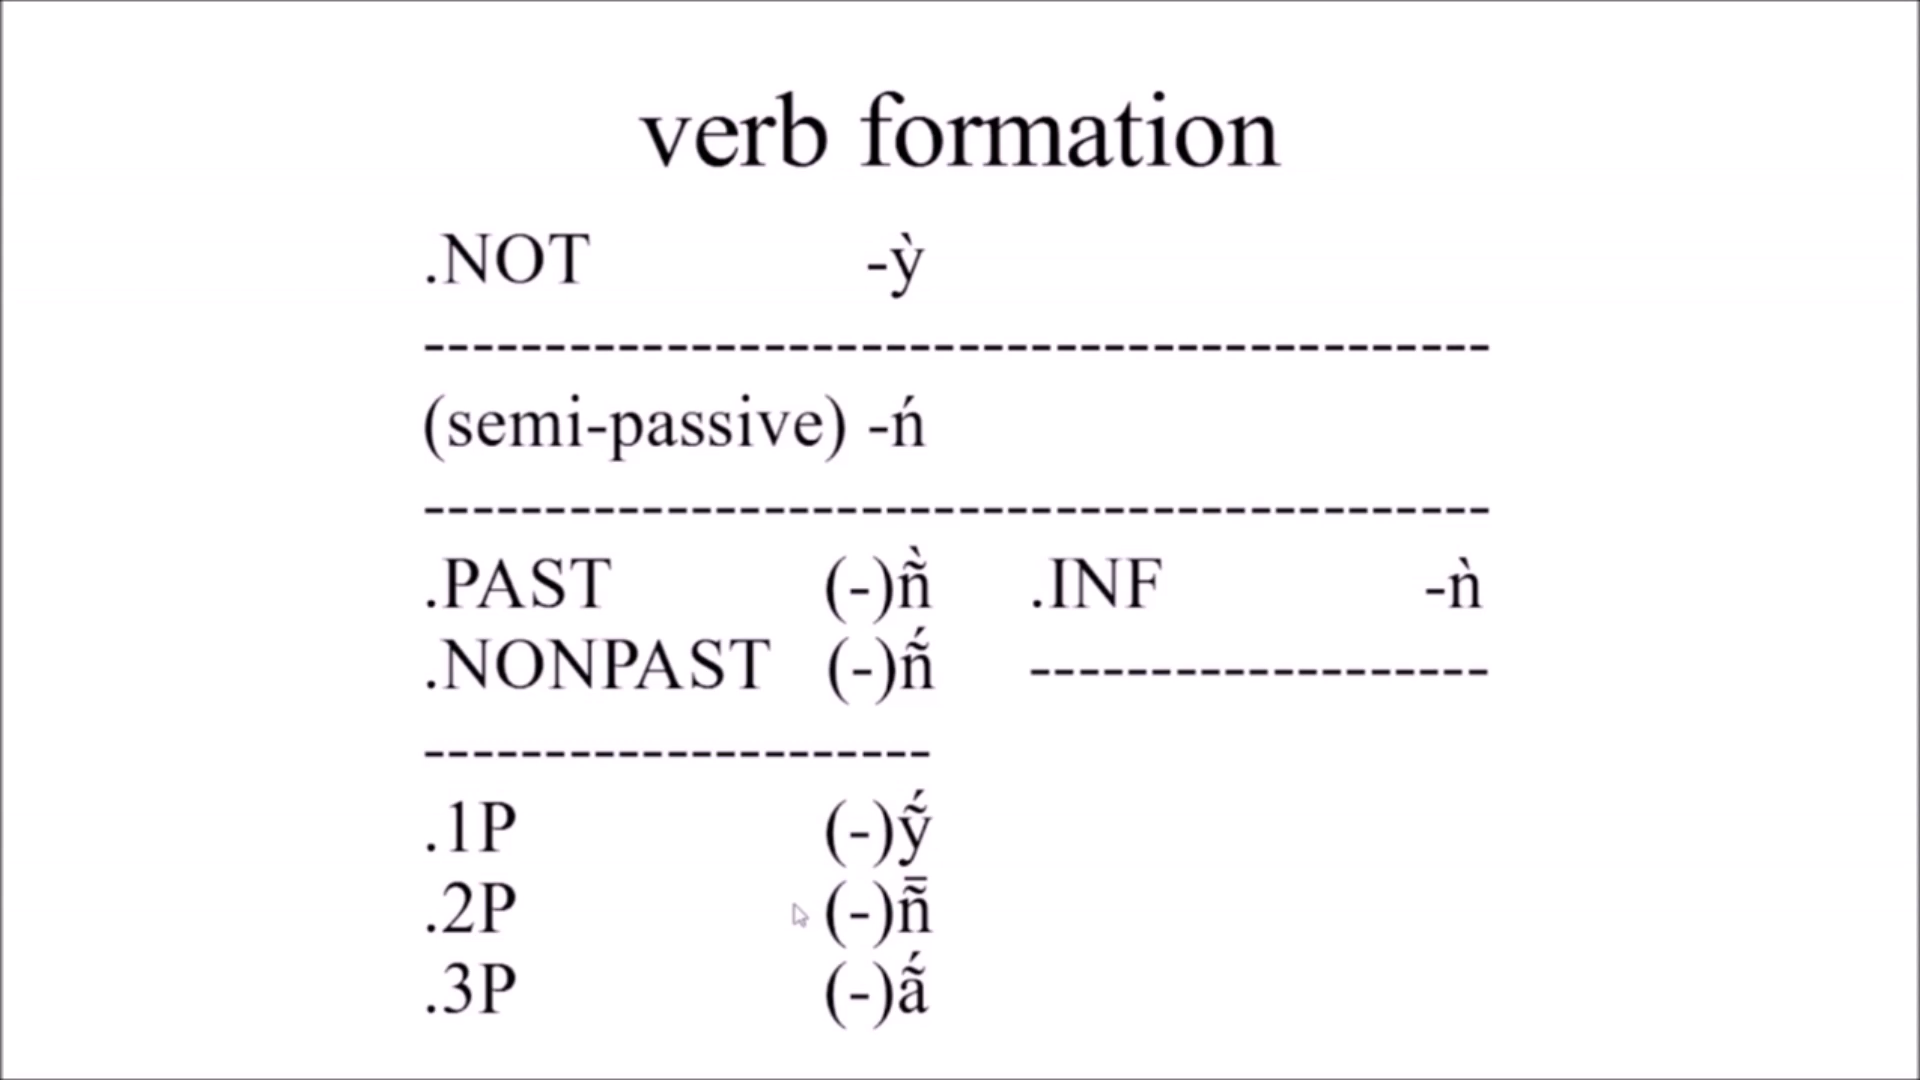 verb formation
.NOT -ỳ
--------------------------------------------
(semi-passive) -ń
--------------------------------------------
.PAST (-)ñ̀ .INF -ǹ
.NONPAST (-)ñ́ -------------------
---------------------
.1P (-)ỹ́
.2P (-)ñ̄
.3P (-)ã́